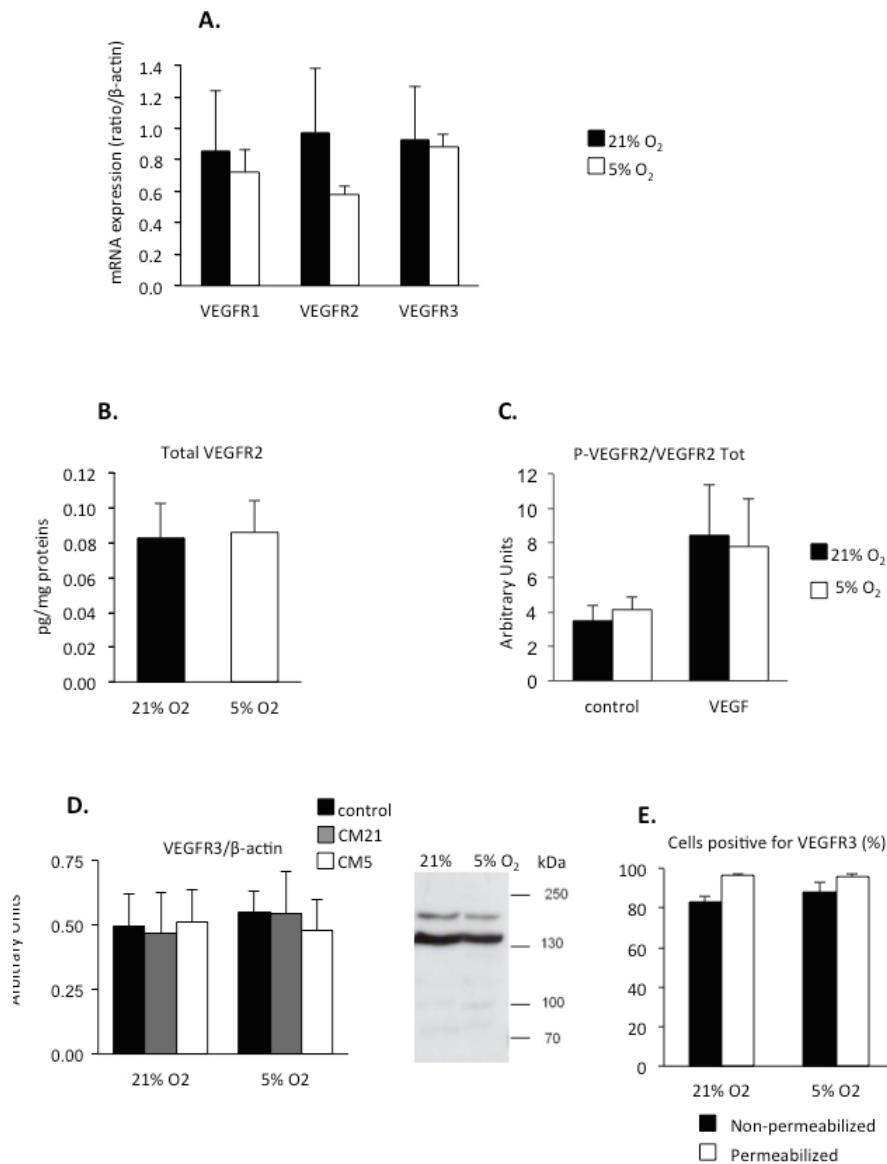 A.
mRNA expression (ratio/β-actin)
1.4
1.2
1.0
0.8
0.6
0.4
0.2
0.0
VEGFR1 VEGFR2 VEGFR3
21% O₂
5% O₂
B.
Total VEGFR2
pg/mg proteins
0.12
0.10
0.08
0.06
0.04
0.02
0.00
21% O2 5% O2
C.
P-VEGFR2/VEGFR2 Tot
Arbitrary Units
12
10
8
6
4
2
0
control VEGF
21% O₂
5% O₂
D.
control
CM21
CM5
VEGFR3/β-actin
Arbitrary Units
0.75
0.50
0.25
0.00
21% O2 5% O2
21% 5% O₂ kDa
250
130
100
70
E.
Cells positive for VEGFR3 (%)
100
80
60
40
20
0
21% O2 5% O2
Non-permeabilized
Permeabilized